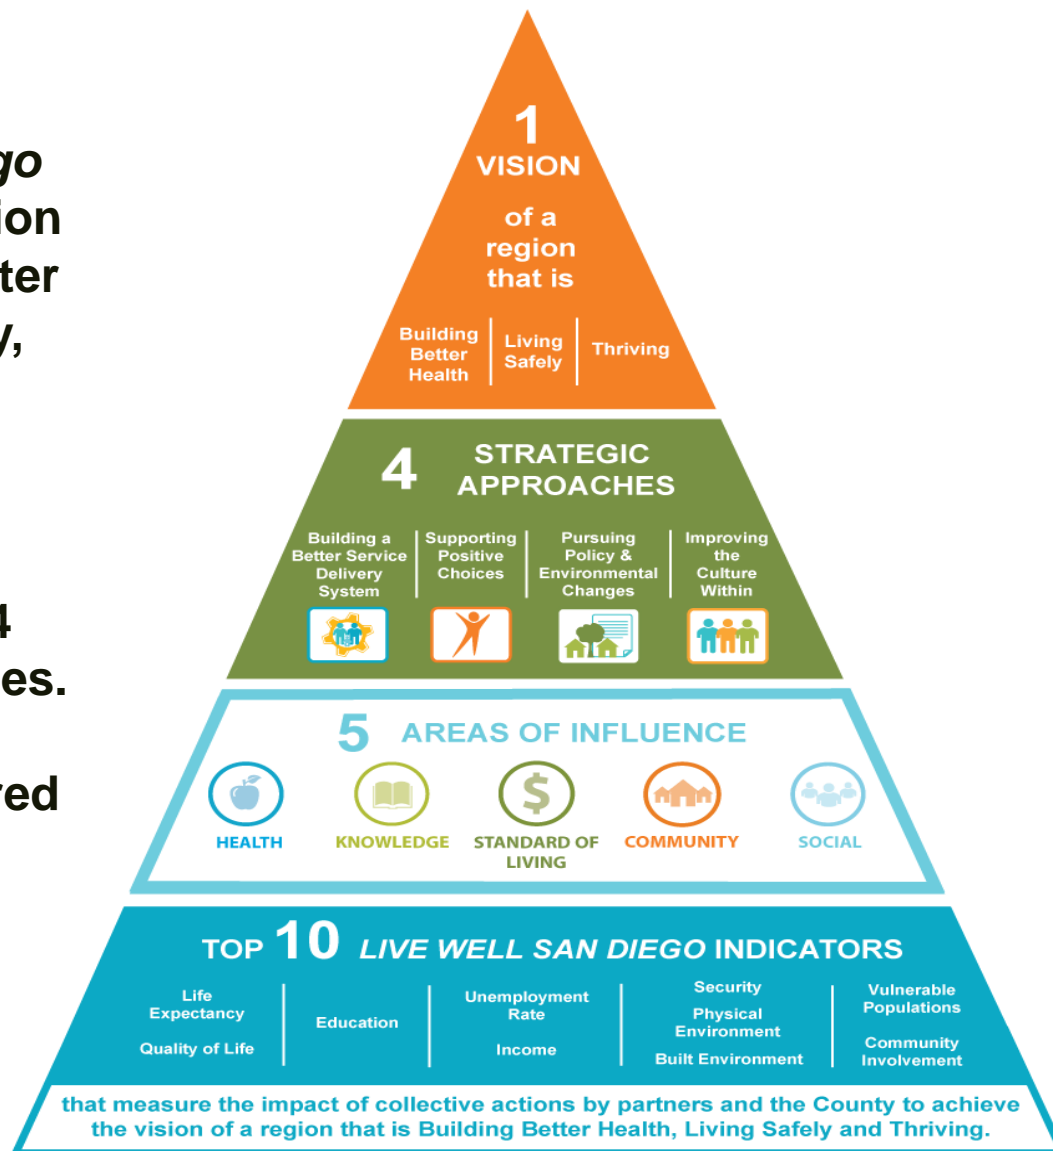 go
ion
ter
y,
4
es.
red
1
VISION
of a
region
that is
Building
Better
Health
Living
Safely
Thriving
4 STRATEGIC
APPROACHES
Building a
Better Service
Delivery
System
Supporting
Positive
Choices
Pursuing
Policy &
Environmental
Changes
Improving
the
Culture
Within
5 AREAS OF INFLUENCE
$
HEALTH
KNOWLEDGE
STANDARD OF
LIVING
COMMUNITY
SOCIAL
TOP 10 LIVE WELL SAN DIEGO INDICATORS
Life
Expectancy
Quality of Life
Education
Unemployment
Rate
Income
Security
Physical
Environment
Built Environment
Vulnerable
Populations
Community
Involvement
that measure the impact of collective actions by partners and the County to achieve
the vision of a region that is Building Better Health, Living Safely and Thriving.